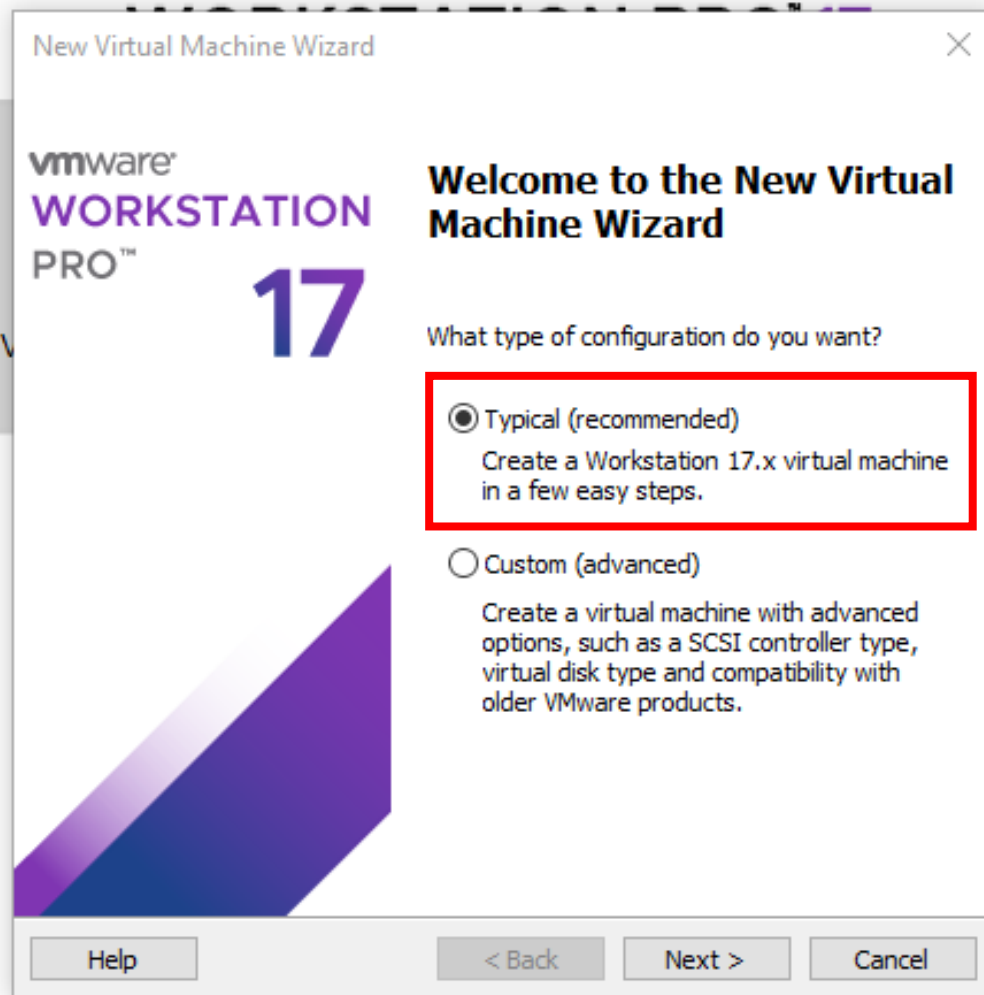 WORKSTATION PRO™ 17
New Virtual Machine Wizard
vmware®
WORKSTATION
PRO™
17
Welcome to the New Virtual
Machine Wizard
What type of configuration do you want?
Typical (recommended)
Create a Workstation 17.x virtual machine
in a few easy steps.
Custom (advanced)
Create a virtual machine with advanced
options, such as a SCSI controller type,
virtual disk type and compatibility with
older VMware products.
Help
< Back
Next >
Cancel